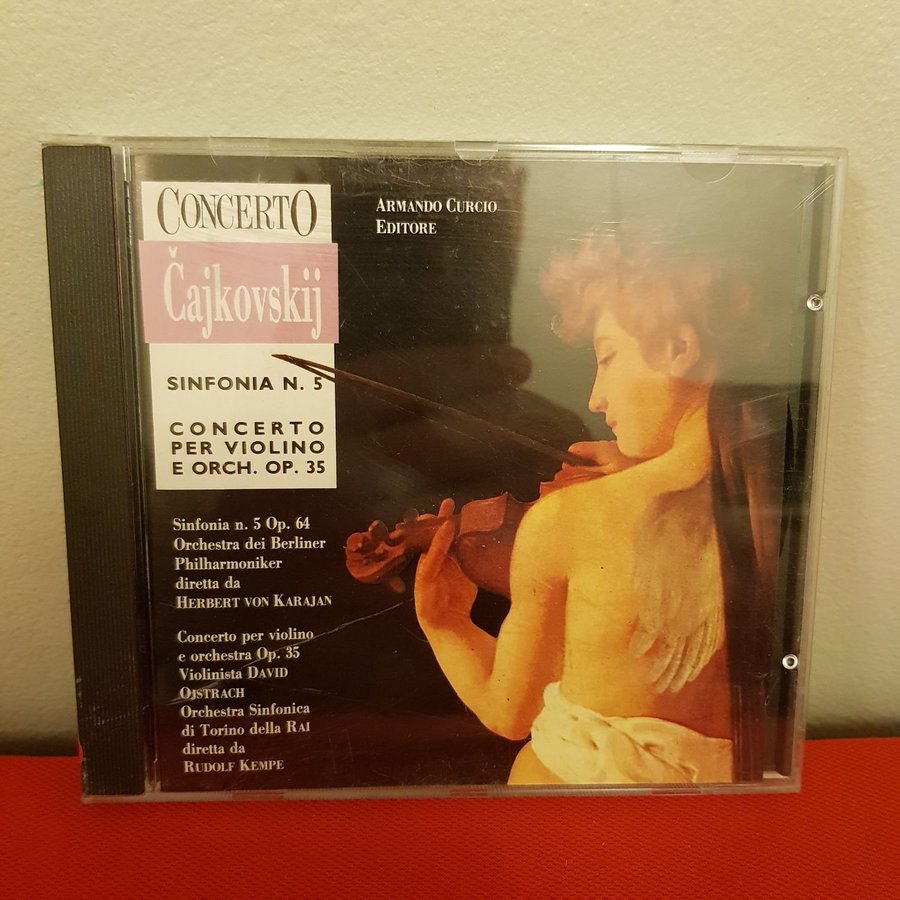 CONCERTO
Čajkovskij
SINFONIA N. 5
CONCERTO
PER VIOLINO
E ORCH. OP. 35
Sinfonia n. 5 Op. 64
Orchestra dei Berliner
Philharmoniker
diretta da
HERBERT VON KARAJAN
Concerto per violino
e orchestra Op. 35
Violinista DAVID
OJSTRACH
Orchestra Sinfonica
di Torino della RAI
diretta da
RUDOLF KEMPE
ARMANDO CURCIO
EDITORE